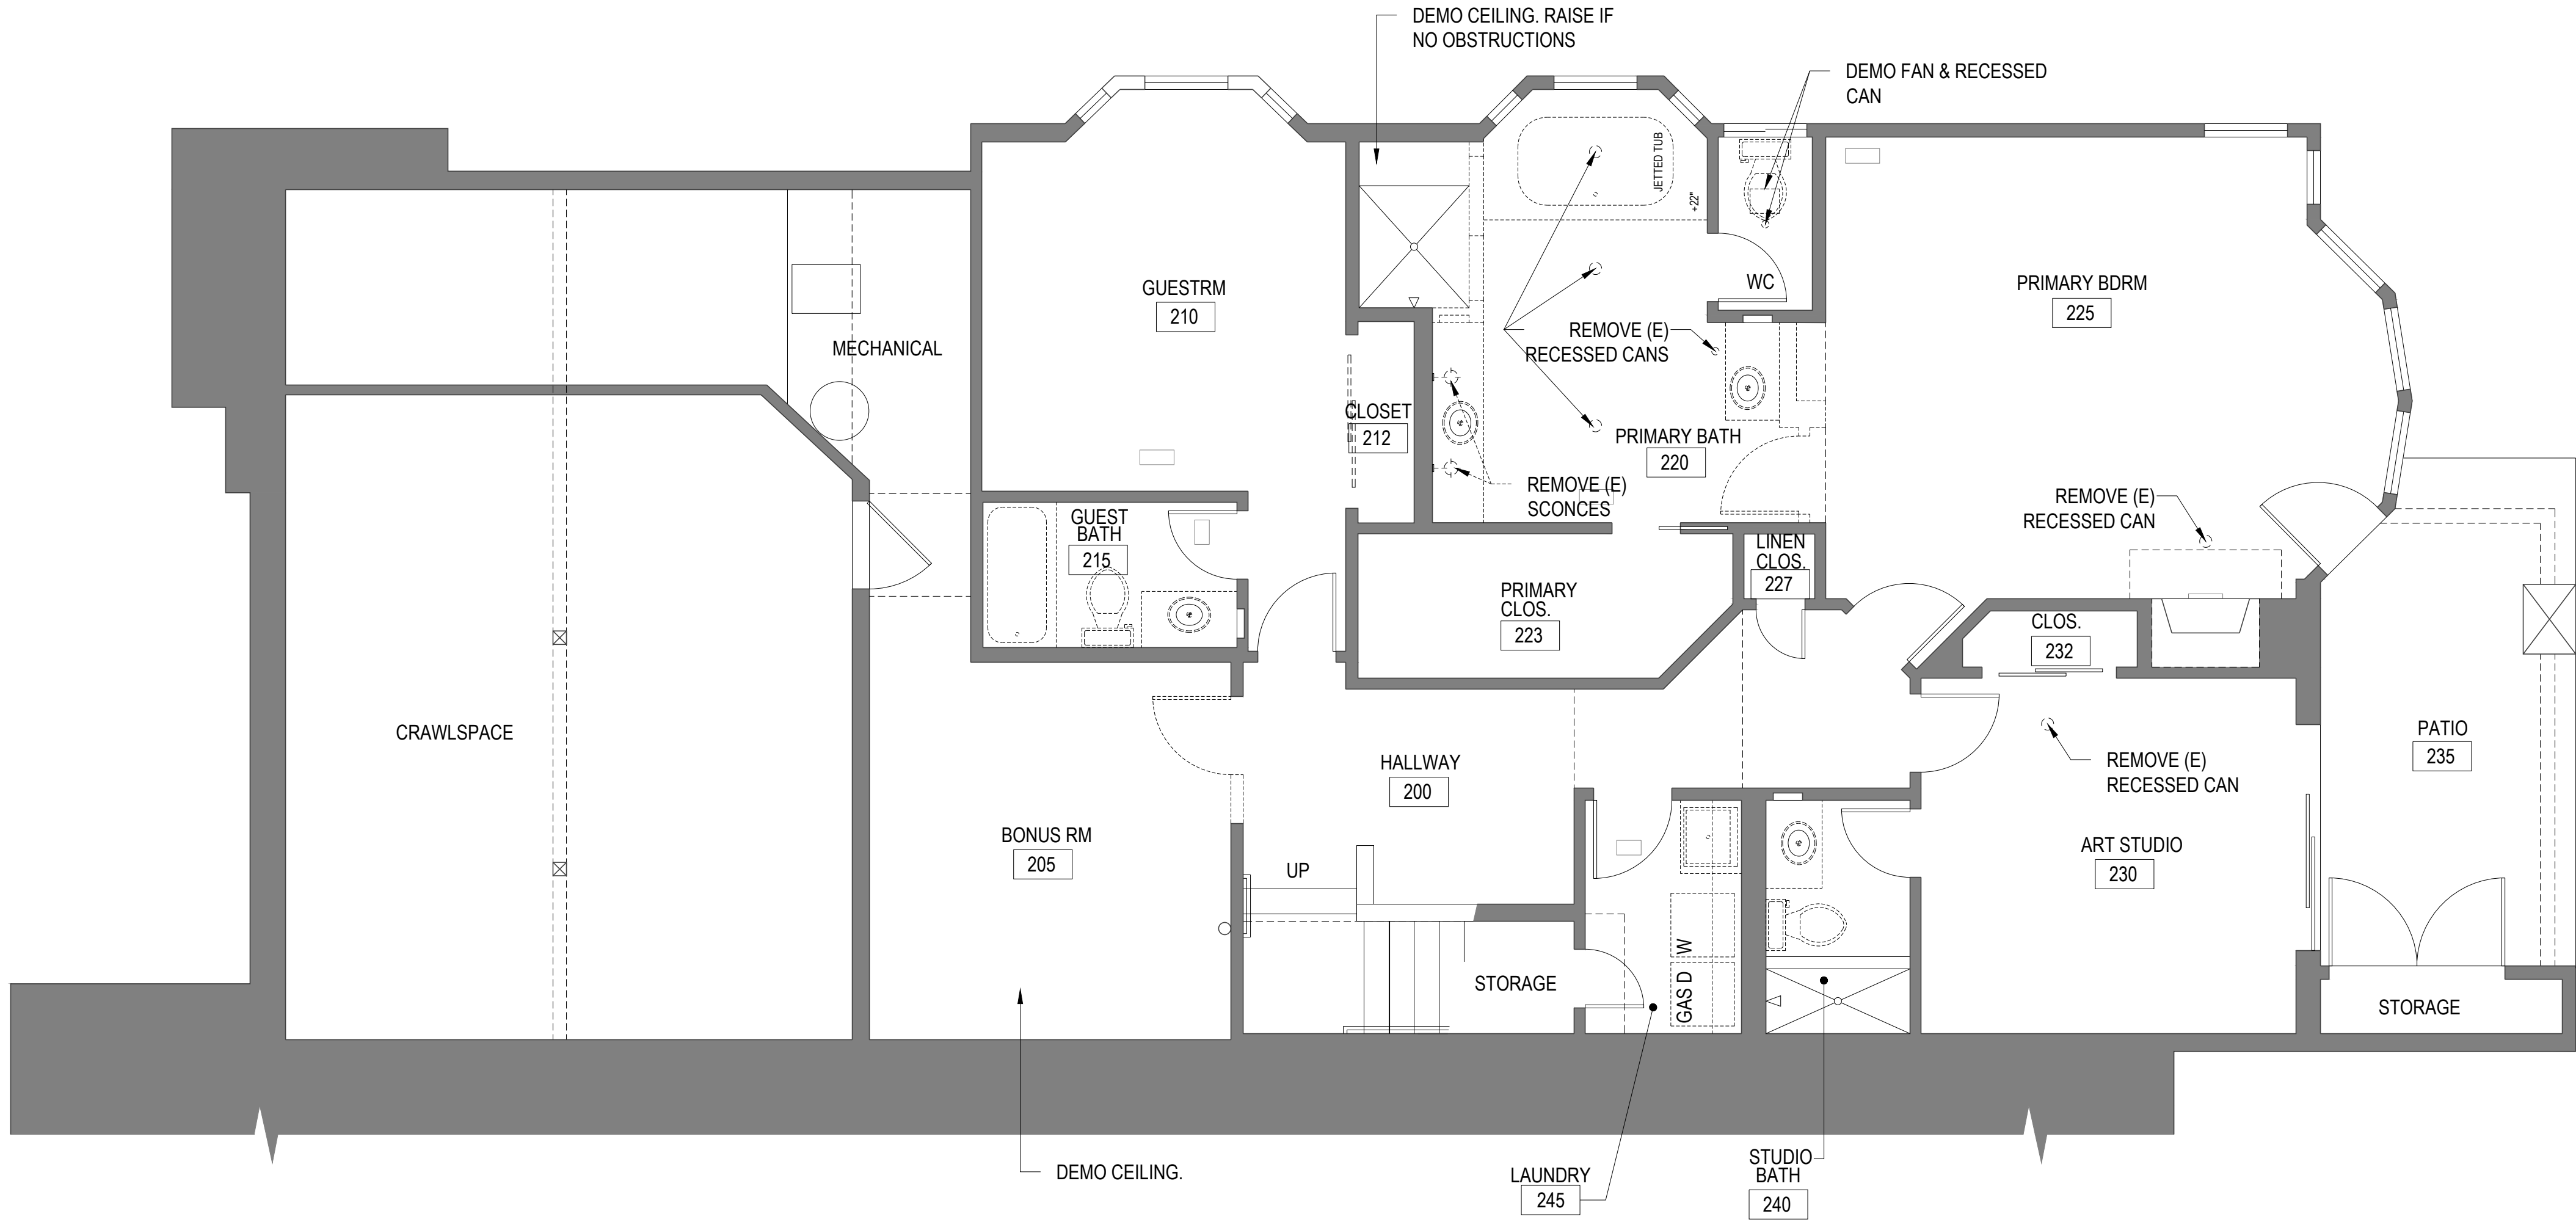 DEMO CEILING. RAISE IF
NO OBSTRUCTIONS
DEMO FAN & RECESSED
CAN
JETTED TUB
+22"
GUESTRM
210
WC
PRIMARY BDRM
225
MECHANICAL
REMOVE (E)
RECESSED CANS
CLOSET
212
PRIMARY BATH
220
REMOVE (E)
SCONCES
REMOVE (E)
RECESSED CAN
GUEST
BATH
215
LINEN
CLOS.
227
PRIMARY
CLOS.
223
CLOS.
232
CRAWLSPACE
HALLWAY
200
PATIO
235
REMOVE (E)
RECESSED CAN
BONUS RM
205
ART STUDIO
230
UP
STORAGE
GAS D
W
STORAGE
DEMO CEILING.
LAUNDRY
245
STUDIO
BATH
240